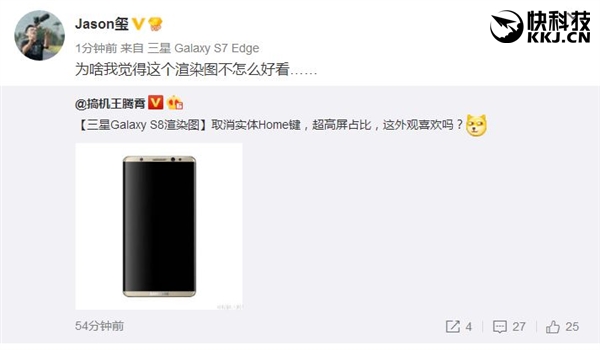 Jason玺
快科技
KKJ.CN
1分钟前 来自 三星 Galaxy S7 Edge
为啥我觉得这个渲染图不怎么好看……
@搞机王腾霄
【三星Galaxy S8渲染图】取消实体Home键，超高屏占比，这外观喜欢吗？
54分钟前
4
27
25